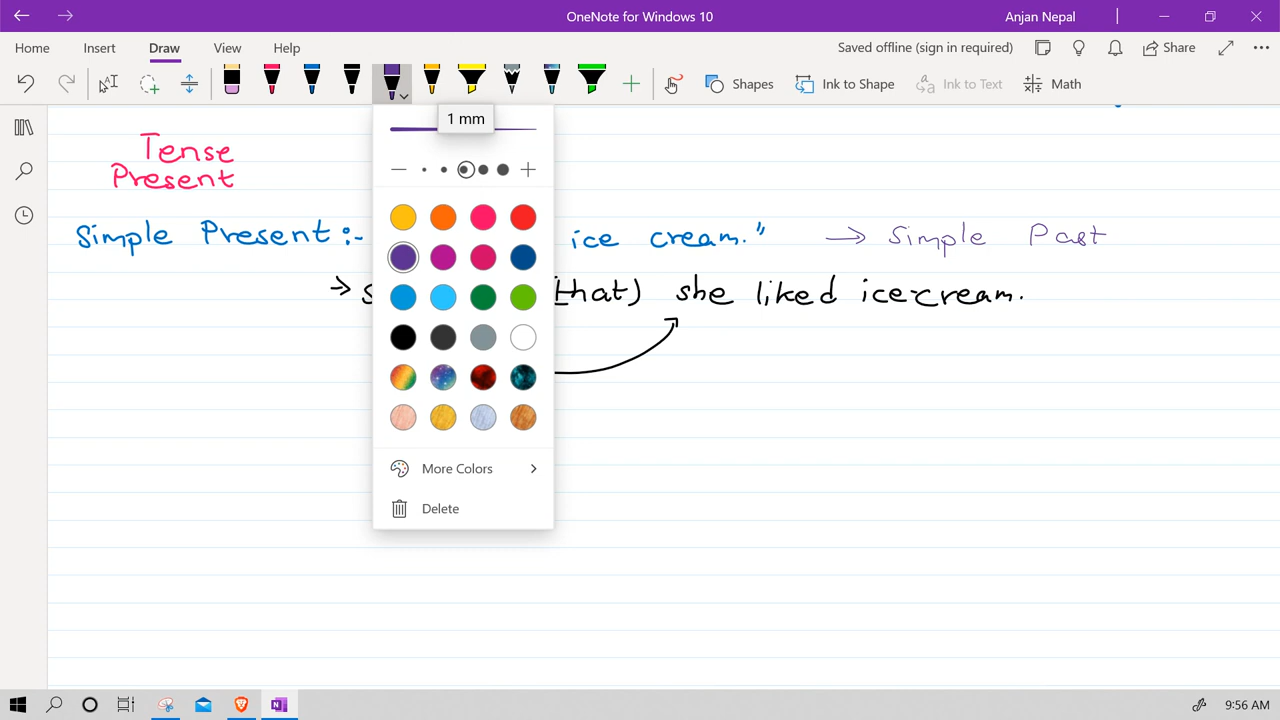 OneNote for Windows 10
Anjan Nepal
Home Insert Draw View Help
Saved offline (sign in required) Share
Shapes Ink to Shape Ink to Text Math
1 mm
Tense
Present
Simple Present :- ice cream." → Simple Past
→ s (that) she liked ice-cream.
More Colors
Delete
9:56 AM